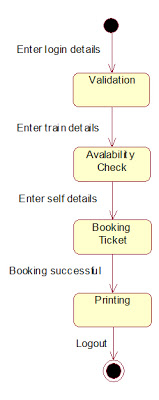 Enter login details
Validation
Enter train details
Avalability
Check
Enter self details
Booking
Ticket
Booking successful
Printing
Logout